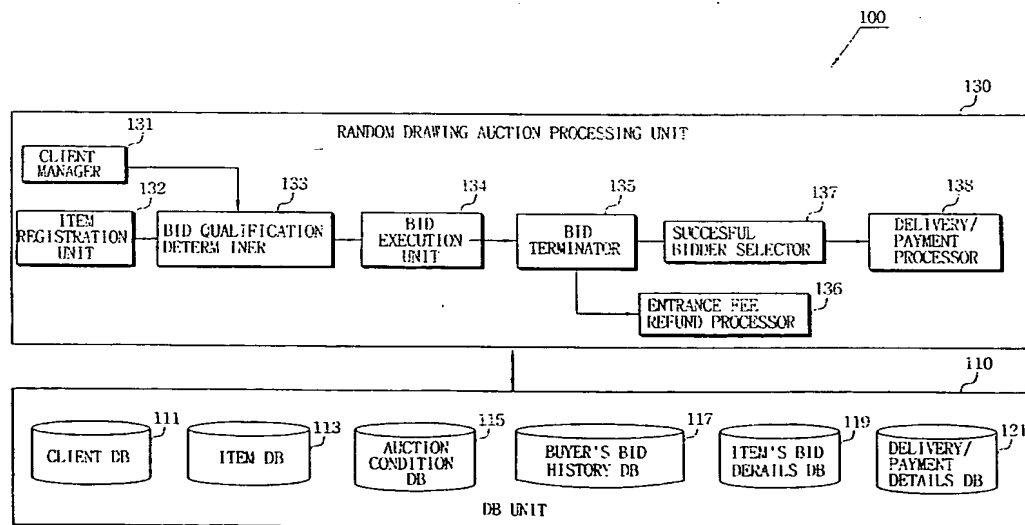 100
130
RANDOM DRAWING AUCTION PROCESSING UNIT
131
CLIENT
MANAGER
132
ITEM
REGISTRATION
UNIT
133
BID QUALIFICATION
DETERM INER
134
BID
EXECUTION
UNIT
135
BID
TERMINATOR
137
SUCCESFUL
BIDDER SELECTOR
138
DELIVERY/
PAYMENT
PROCESSOR
136
ENTRANCE FEE
REFUND PROCESSOR
110
111
CLIENT DB
113
ITEM DB
115
AUCTION
CONDITION
DB
117
BUYER'S BID
HISTORY DB
119
ITEM'S BID
DERAILS DB
121
DELIVERY/
PAYMENT
DETAILS DB
DB UNIT